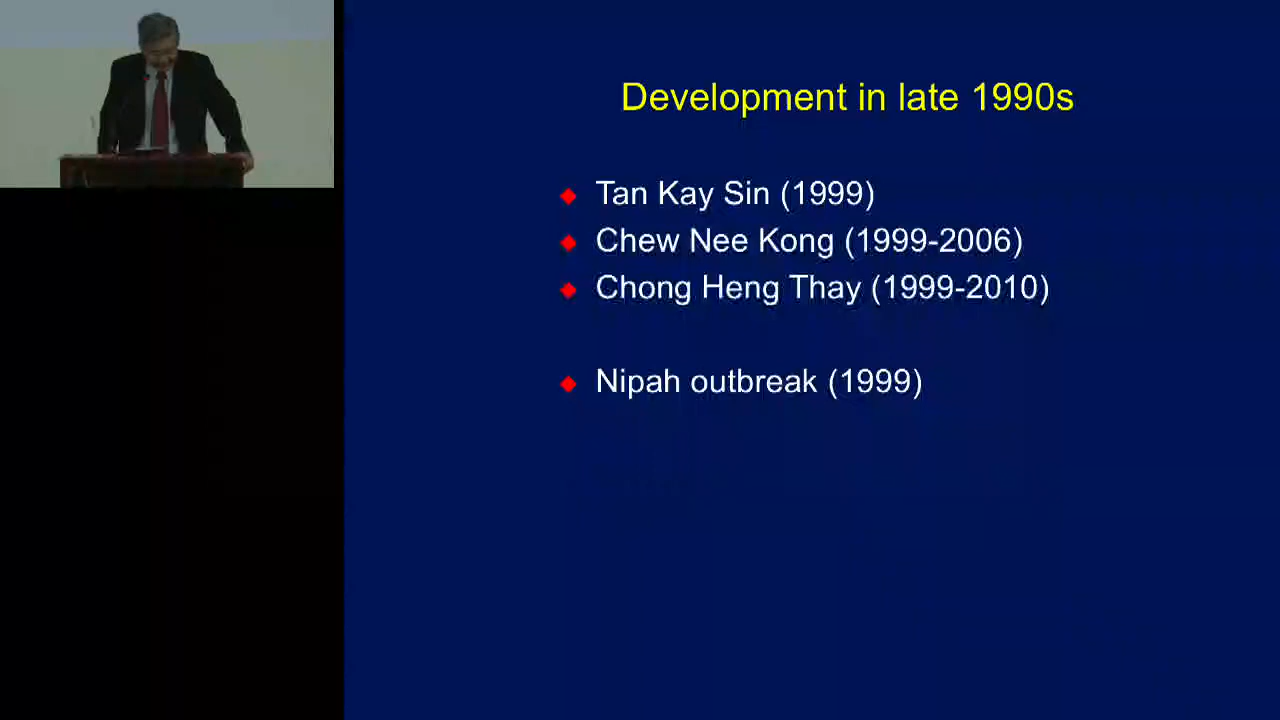 Development in late 1990s
Tan Kay Sin (1999)
Chew Nee Kong (1999-2006)
Chong Heng Thay (1999-2010)
Nipah outbreak (1999)